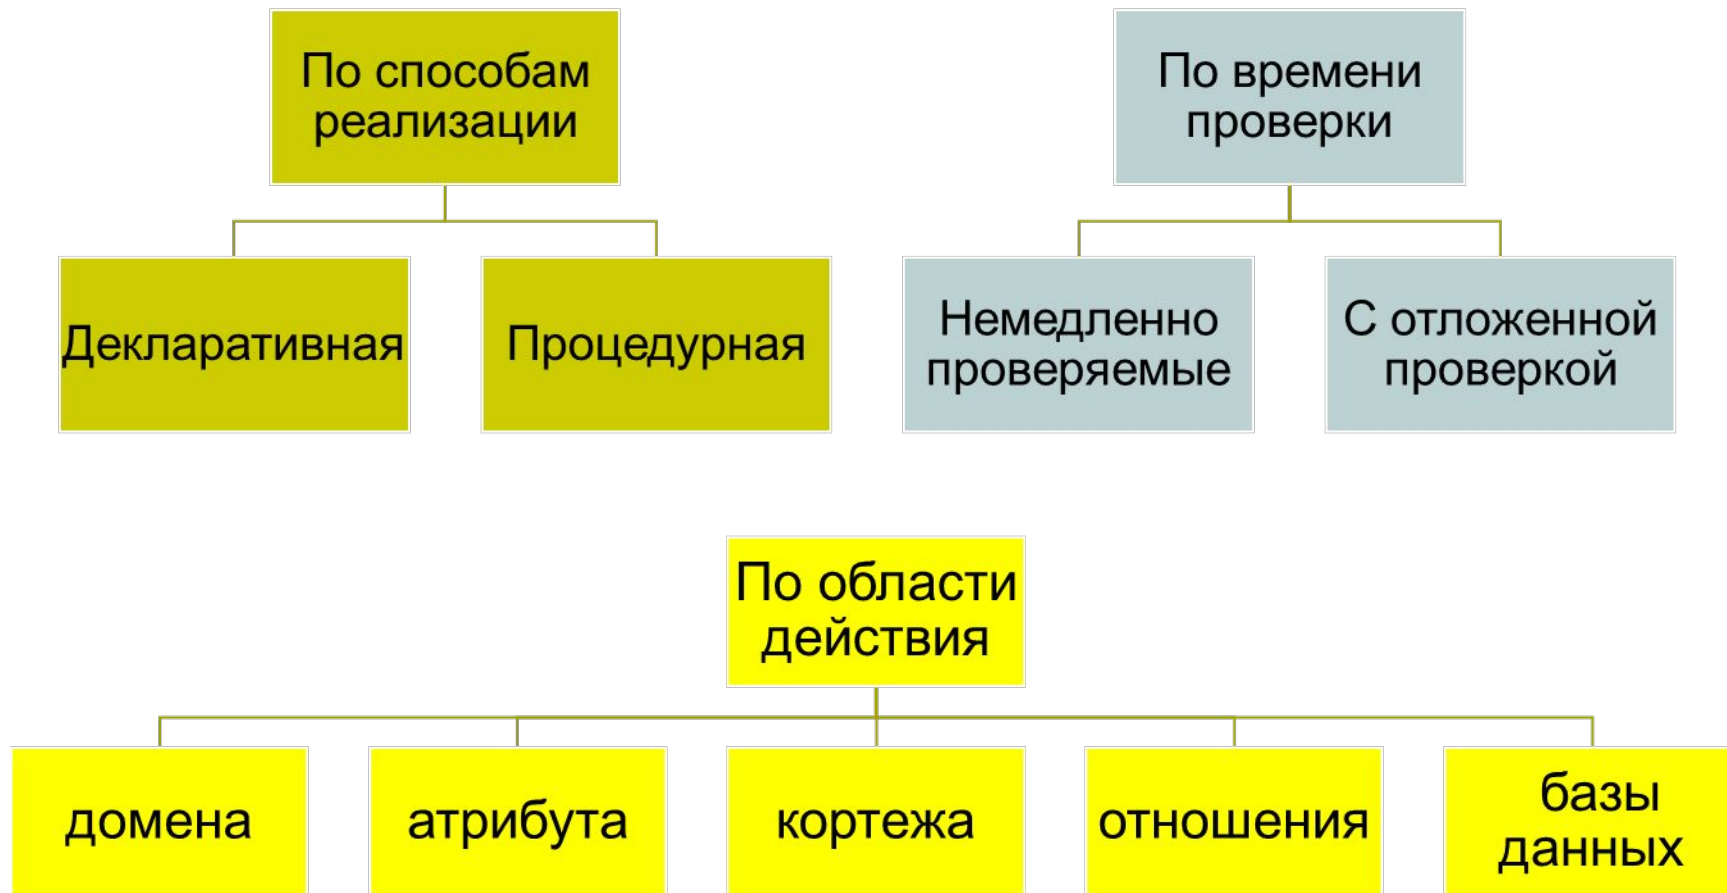 По способам
реализации
По времени
проверки
Декларативная
Процедурная
Немедленно
проверяемые
С отложенной
проверкой
По области
действия
домена
атрибута
кортежа
отношения
базы
данных